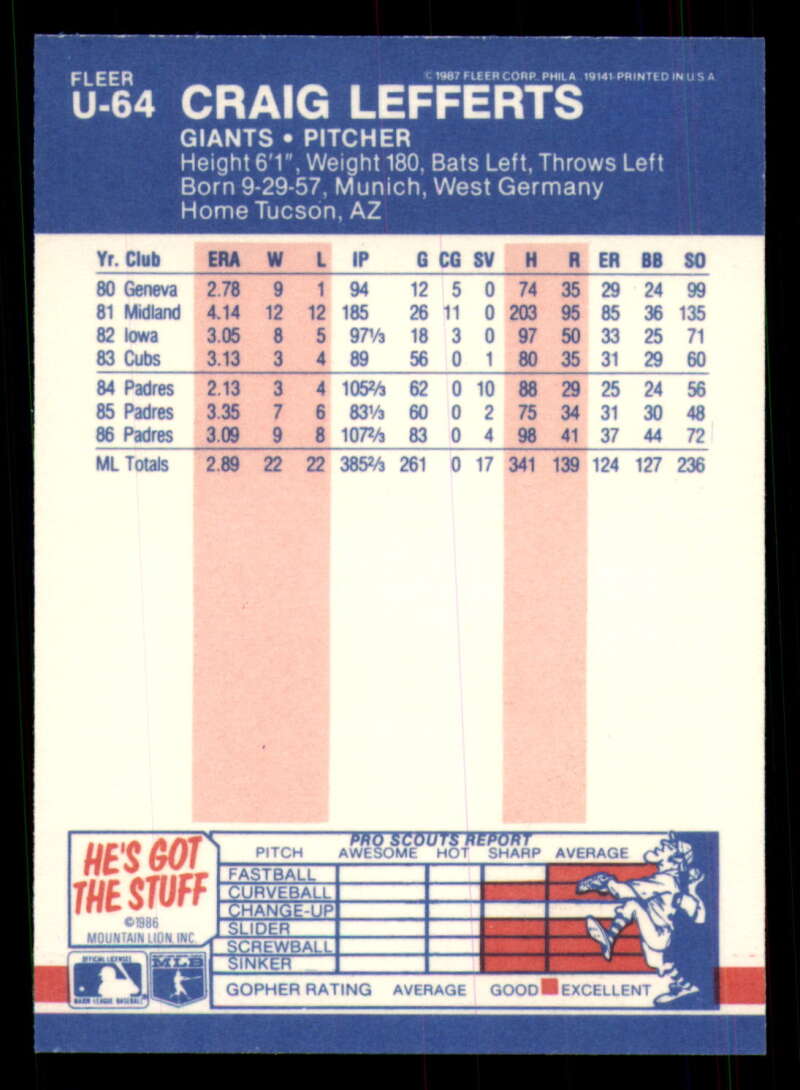 FLEER
U-64
©1987 FLEER CORP. PHILA. 19141-PRINTED IN U.S.A.
CRAIG LEFFERTS
GIANTS • PITCHER
Height 6'1", Weight 180, Bats Left, Throws Left
Born 9-29-57, Munich, West Germany
Home Tucson, AZ
Yr. Club ERA W L IP G CG SV H R ER BB SO
80 Geneva 2.78 9 1 94 12 5 0 74 35 29 24 99
81 Midland 4.14 12 12 185 26 11 0 203 95 85 36 135
82 Iowa 3.05 8 5 97⅓ 18 3 0 97 50 33 25 71
83 Cubs 3.13 3 4 89 56 0 1 80 35 31 29 60
84 Padres 2.13 3 4 105⅔ 62 0 10 88 29 25 24 56
85 Padres 3.35 7 6 83⅓ 60 0 2 75 34 31 30 48
86 Padres 3.09 9 8 107⅔ 83 0 4 98 41 37 44 72
ML Totals 2.89 22 22 385⅔ 261 0 17 341 139 124 127 236
HE'S GOT
THE STUFF
©1986
MOUNTAIN LION, INC.
PRO SCOUTS REPORT
PITCH AWESOME HOT SHARP AVERAGE
FASTBALL
CURVEBALL
CHANGE-UP
SLIDER
SCREWBALL
SINKER
GOPHER RATING AVERAGE GOOD EXCELLENT
OFFICIAL LICENSEE
MAJOR LEAGUE BASEBALL
MLB